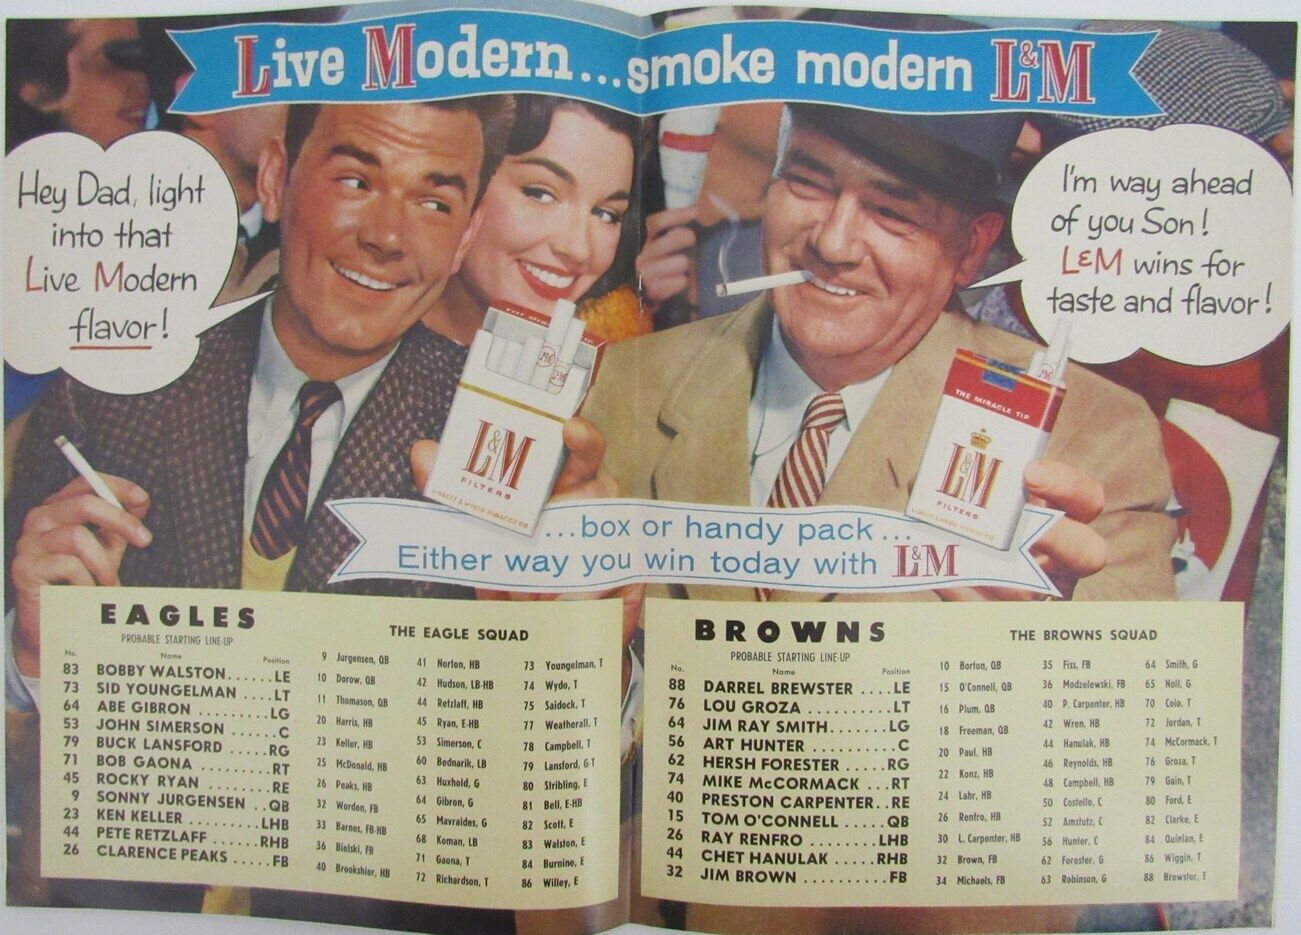 Live Modern...smoke modern L&M
Hey Dad, light
into that
Live Modern
flavor!
I'm way ahead
of you Son!
L&M wins for
taste and flavor!
L&M
FILTERS
LIGGETT & MYERS TOBACCO CO
THE MIRACLE TIP
L&M
FILTERS
LIGGETT & MYERS TOBACCO CO
...box or handy pack...
Either way you win today with L&M
EAGLES
PROBABLE STARTING LINE-UP
No. Name Position
83 BOBBY WALSTON......LE
73 SID YOUNGELMAN ....LT
64 ABE GIBRON .........LG
53 JOHN SIMERSON ......C
79 BUCK LANSFORD .....RG
71 BOB GAONA .........RT
45 ROCKY RYAN .........RE
9 SONNY JURGENSEN ..QB
23 KEN KELLER .......LHB
44 PETE RETZLAFF .....RHB
26 CLARENCE PEAKS .....FB
THE EAGLE SQUAD
9 Jurgensen, QB
10 Dorow, QB
11 Thomason, QB
20 Harris, HB
23 Keller, HB
25 McDonald, HB
26 Peaks, HB
32 Worden, FB
33 Barnes, FB-HB
36 Bielski, FB
40 Brookshier, HB
41 Norton, HB
42 Hudson, LB-HB
44 Retzlaff, HB
45 Ryan, E-HB
53 Simerson, C
60 Bednarik, LB
63 Huxhold, G
64 Gibron, G
65 Mavraides, G
68 Koman, LB
71 Gaona, T
72 Richardson, T
73 Youngelman, T
74 Wydo, T
75 Saidock, T
77 Weatherall, T
78 Campbell, T
79 Lansford, G-T
80 Stribling, E
81 Bell, E-HB
82 Scott, E
83 Walston, E
84 Burnine, E
86 Willey, E
BROWNS
PROBABLE STARTING LINE-UP
No. Name Position
88 DARREL BREWSTER ....LE
76 LOU GROZA ..........LT
64 JIM RAY SMITH.......LG
56 ART HUNTER ..........C
62 HERSH FORESTER .....RG
74 MIKE McCORMACK ...RT
40 PRESTON CARPENTER..RE
15 TOM O'CONNELL .....QB
26 RAY RENFRO ........LHB
44 CHET HANULAK .....RHB
32 JIM BROWN ..........FB
THE BROWNS SQUAD
10 Borton, QB
15 O'Connell, QB
16 Plum, QB
18 Freeman, QB
20 Paul, HB
22 Konz, HB
24 Lahr, HB
26 Renfro, HB
30 L. Carpenter, HB
32 Brown, FB
34 Michaels, FB
35 Fiss, FB
36 Modzelewski, FB
40 P. Carpenter, HB
42 Wren, HB
44 Hanulak, HB
46 Reynolds, HB
48 Campbell, HB
50 Costello, C
52 Amstutz, C
56 Hunter, C
62 Forester, G
63 Robinson, G
64 Smith, G
65 Noll, G
70 Colo, T
72 Jordan, T
74 McCormack, T
76 Groza, T
79 Gain, T
80 Ford, E
82 Clarke, E
84 Quinlan, E
86 Wiggin, T
88 Brewster, E